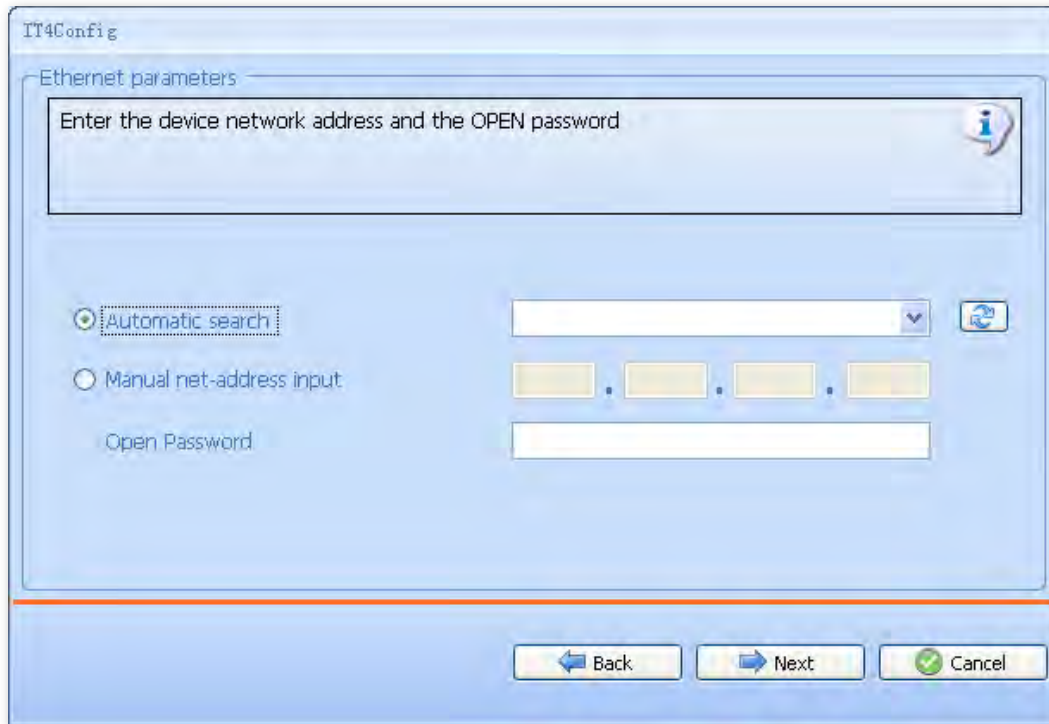 IT4Config
Ethernet parameters
Enter the device network address and the OPEN password
Automatic search
Manual net-address input
. . .
Open Password
Back Next Cancel